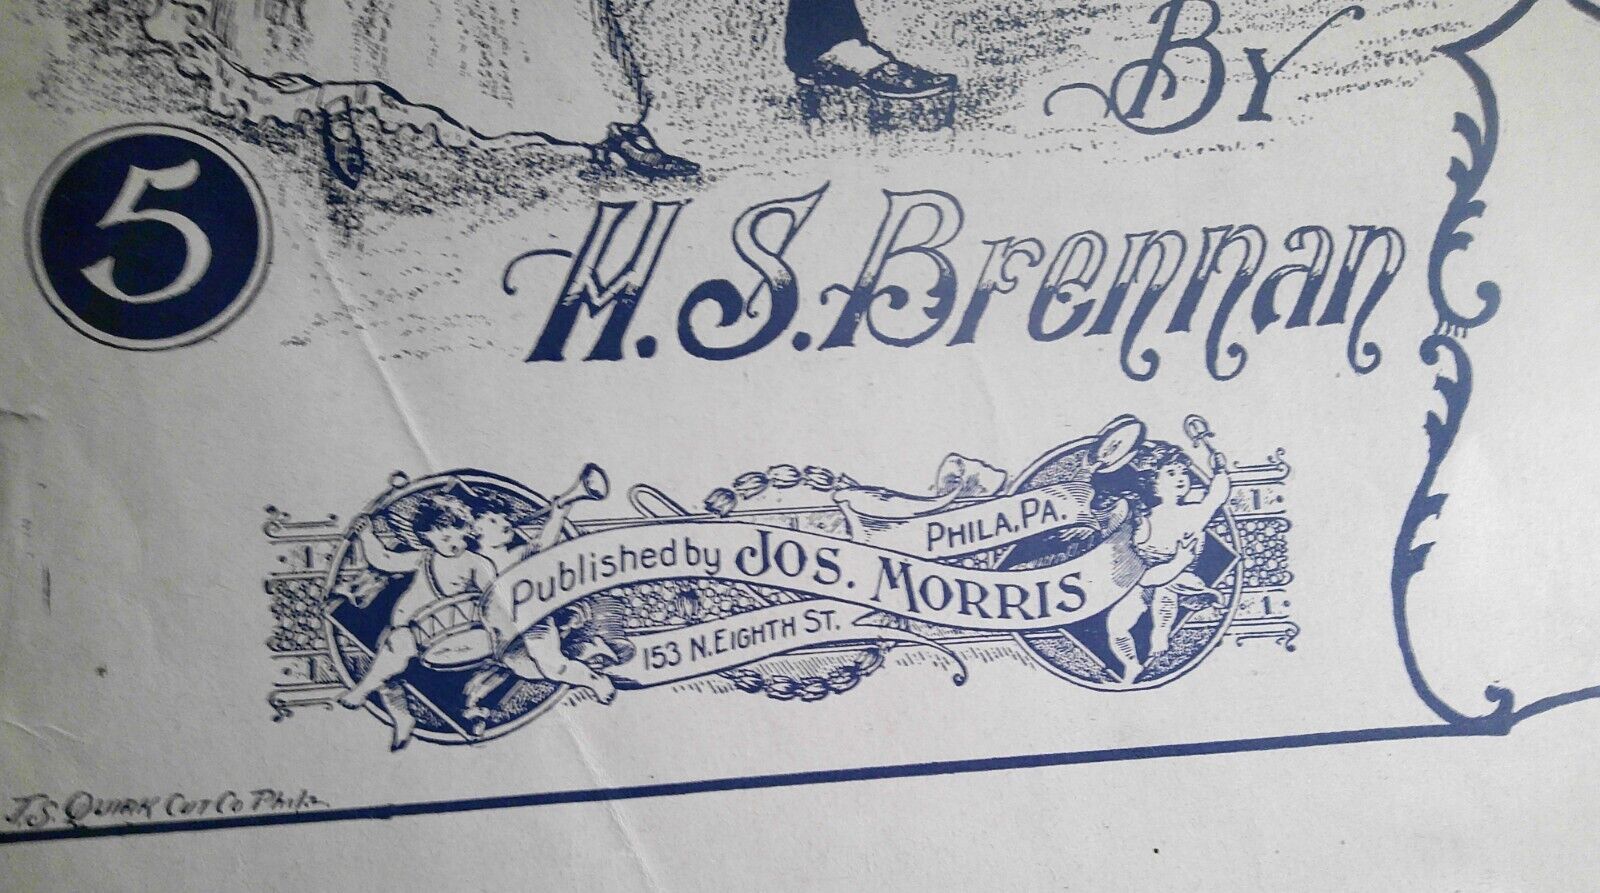 By
5
H. S. Brennan
Published by Jos. Morris
153 N. Eighth St.
Phila, Pa.
J.S. Quirk Cut Co Phila